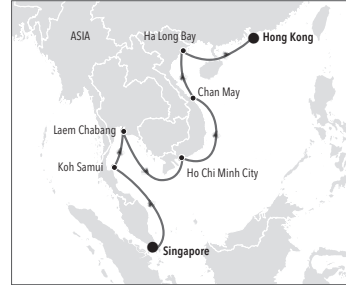 ASIA
Ha Long Bay
Hong Kong
Chan May
Laem Chabang
Koh Samui
Ho Chi Minh City
Singapore